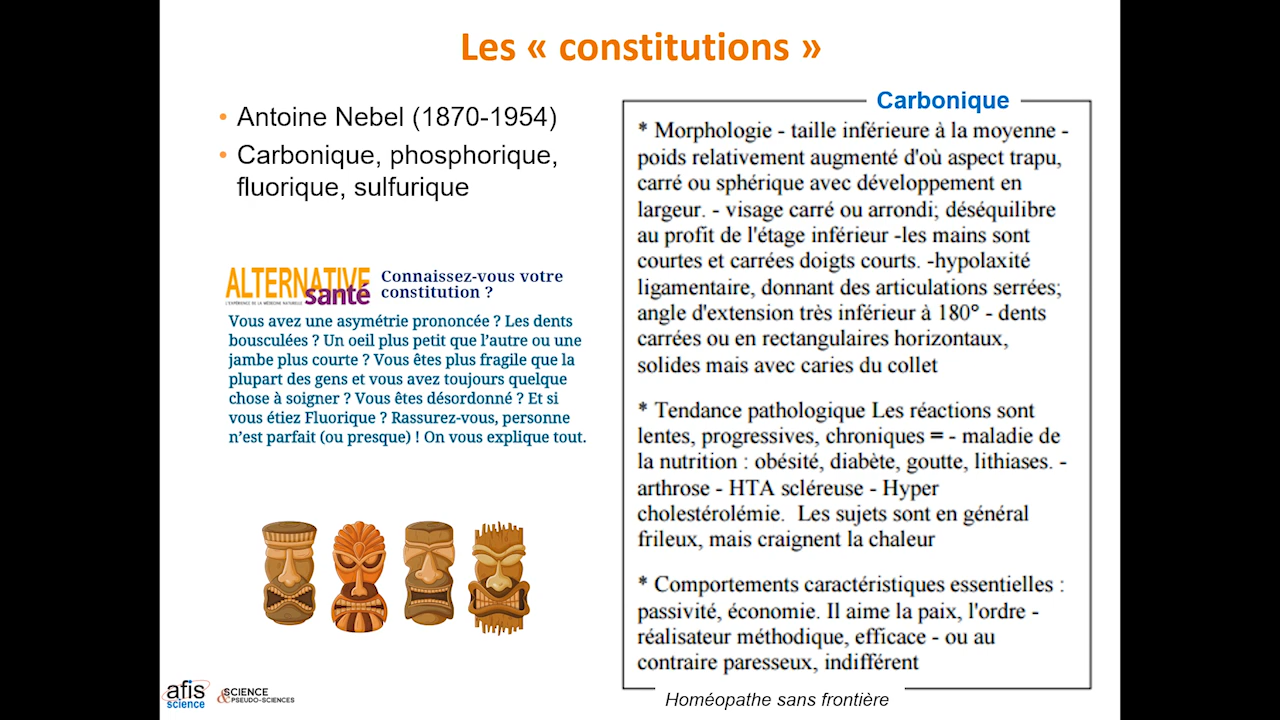 Les « constitutions »
• Antoine Nebel (1870-1954)
• Carbonique, phosphorique,
fluorique, sulfurique
ALTERNATIVE
santé
Connaissez-vous votre
constitution ?
Vous avez une asymétrie prononcée ? Les dents
bousculées ? Un oeil plus petit que l'autre ou une
jambe plus courte ? Vous êtes plus fragile que la
plupart des gens et vous avez toujours quelque
chose à soigner ? Vous êtes désordonné ? Et si
vous étiez Fluorique ? Rassurez-vous, personne
n'est parfait (ou presque) ! On vous explique tout.
Carbonique
* Morphologie - taille inférieure à la moyenne -
poids relativement augmenté d'où aspect trapu,
carré ou sphérique avec développement en
largeur. - visage carré ou arrondi; déséquilibre
au profit de l'étage inférieur -les mains sont
courtes et carrées doigts courts. -hypolaxité
ligamentaire, donnant des articulations serrées;
angle d'extension très inférieur à 180° - dents
carrées ou en rectangulaires horizontaux,
solides mais avec caries du collet
* Tendance pathologique Les réactions sont
lentes, progressives, chroniques = - maladie de
la nutrition : obésité, diabète, goutte, lithiases. -
arthrose - HTA scléreuse - Hyper
cholestérolémie. Les sujets sont en général
frileux, mais craignent la chaleur
* Comportements caractéristiques essentielles :
passivité, économie. Il aime la paix, l'ordre -
réalisateur méthodique, efficace - ou au
contraire paresseux, indifférent
Homéopathe sans frontière
afis
science
SCIENCE
& PSEUDO-SCIENCES